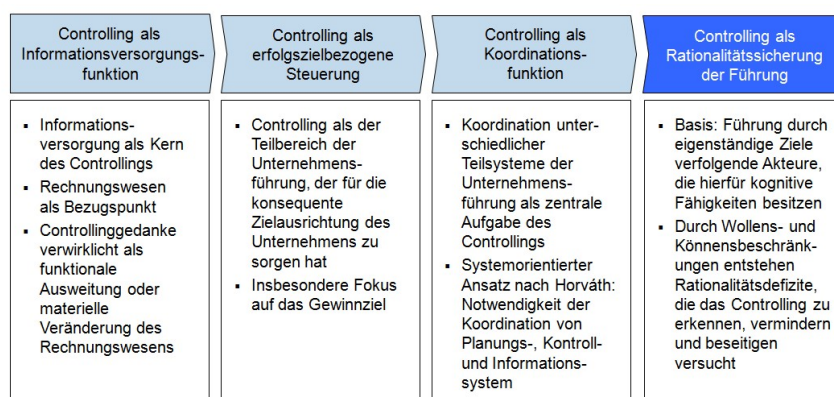 Controlling als
Informationsversorgungs-
funktion
Controlling als
erfolgszielbezogene
Steuerung
Controlling als
Koordinations-
funktion
Controlling als
Rationalitätssicherung
der Führung
▪ Informations-
versorgung als Kern
des Controllings
▪ Rechnungswesen
als Bezugspunkt
▪ Controllinggedanke
verwirklicht als
funktionale
Ausweitung oder
materielle
Veränderung des
Rechnungswesens
▪ Controlling als der
Teilbereich der
Unternehmens-
führung, der für die
konsequente
Zielausrichtung des
Unternehmens zu
sorgen hat
▪ Insbesondere Fokus
auf das Gewinnziel
▪ Koordination unter-
schiedlicher
Teilsysteme der
Unternehmens-
führung als zentrale
Aufgabe des
Controllings
▪ Systemorientierter
Ansatz nach Horváth:
Notwendigkeit der
Koordination von
Planungs-, Kontroll-
und Informations-
system
▪ Basis: Führung durch
eigenständige Ziele
verfolgende Akteure,
die hierfür kognitive
Fähigkeiten besitzen
▪ Durch Wollens- und
Könnensbeschränk-
ungen entstehen
Rationalitätsdefizite,
die das Controlling zu
erkennen, vermindern
und beseitigen
versucht